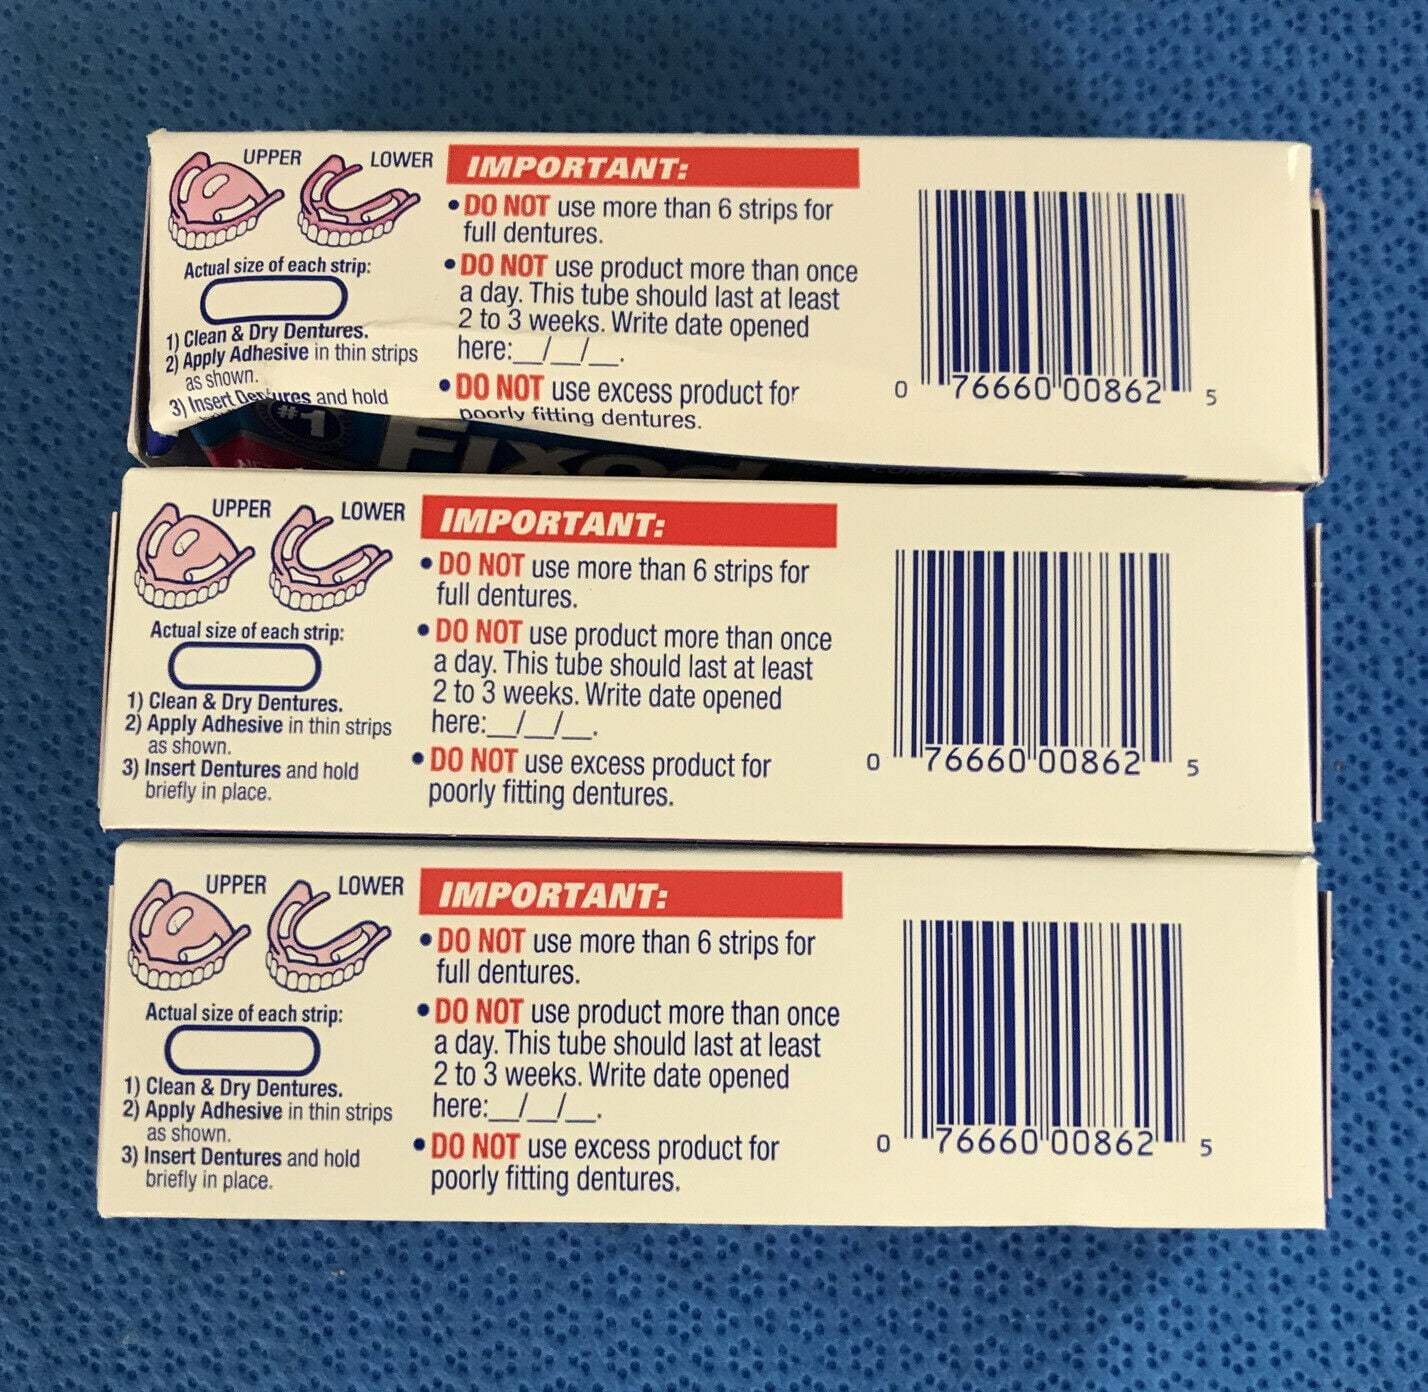 UPPER LOWER
Actual size of each strip:
1) Clean & Dry Dentures.
2) Apply Adhesive in thin strips
as shown.
3) Insert Dentures and hold
IMPORTANT:
• DO NOT use more than 6 strips for
full dentures.
• DO NOT use product more than once
a day. This tube should last at least
2 to 3 weeks. Write date opened
here:__/__/__.
• DO NOT use excess product for
poorly fitting dentures.
0 76660 00862 5
#1
UPPER LOWER
Actual size of each strip:
1) Clean & Dry Dentures.
2) Apply Adhesive in thin strips
as shown.
3) Insert Dentures and hold
briefly in place.
IMPORTANT:
• DO NOT use more than 6 strips for
full dentures.
• DO NOT use product more than once
a day. This tube should last at least
2 to 3 weeks. Write date opened
here:__/__/__.
• DO NOT use excess product for
poorly fitting dentures.
0 76660 00862 5
UPPER LOWER
Actual size of each strip:
1) Clean & Dry Dentures.
2) Apply Adhesive in thin strips
as shown.
3) Insert Dentures and hold
briefly in place.
IMPORTANT:
• DO NOT use more than 6 strips for
full dentures.
• DO NOT use product more than once
a day. This tube should last at least
2 to 3 weeks. Write date opened
here:__/__/__.
• DO NOT use excess product for
poorly fitting dentures.
0 76660 00862 5